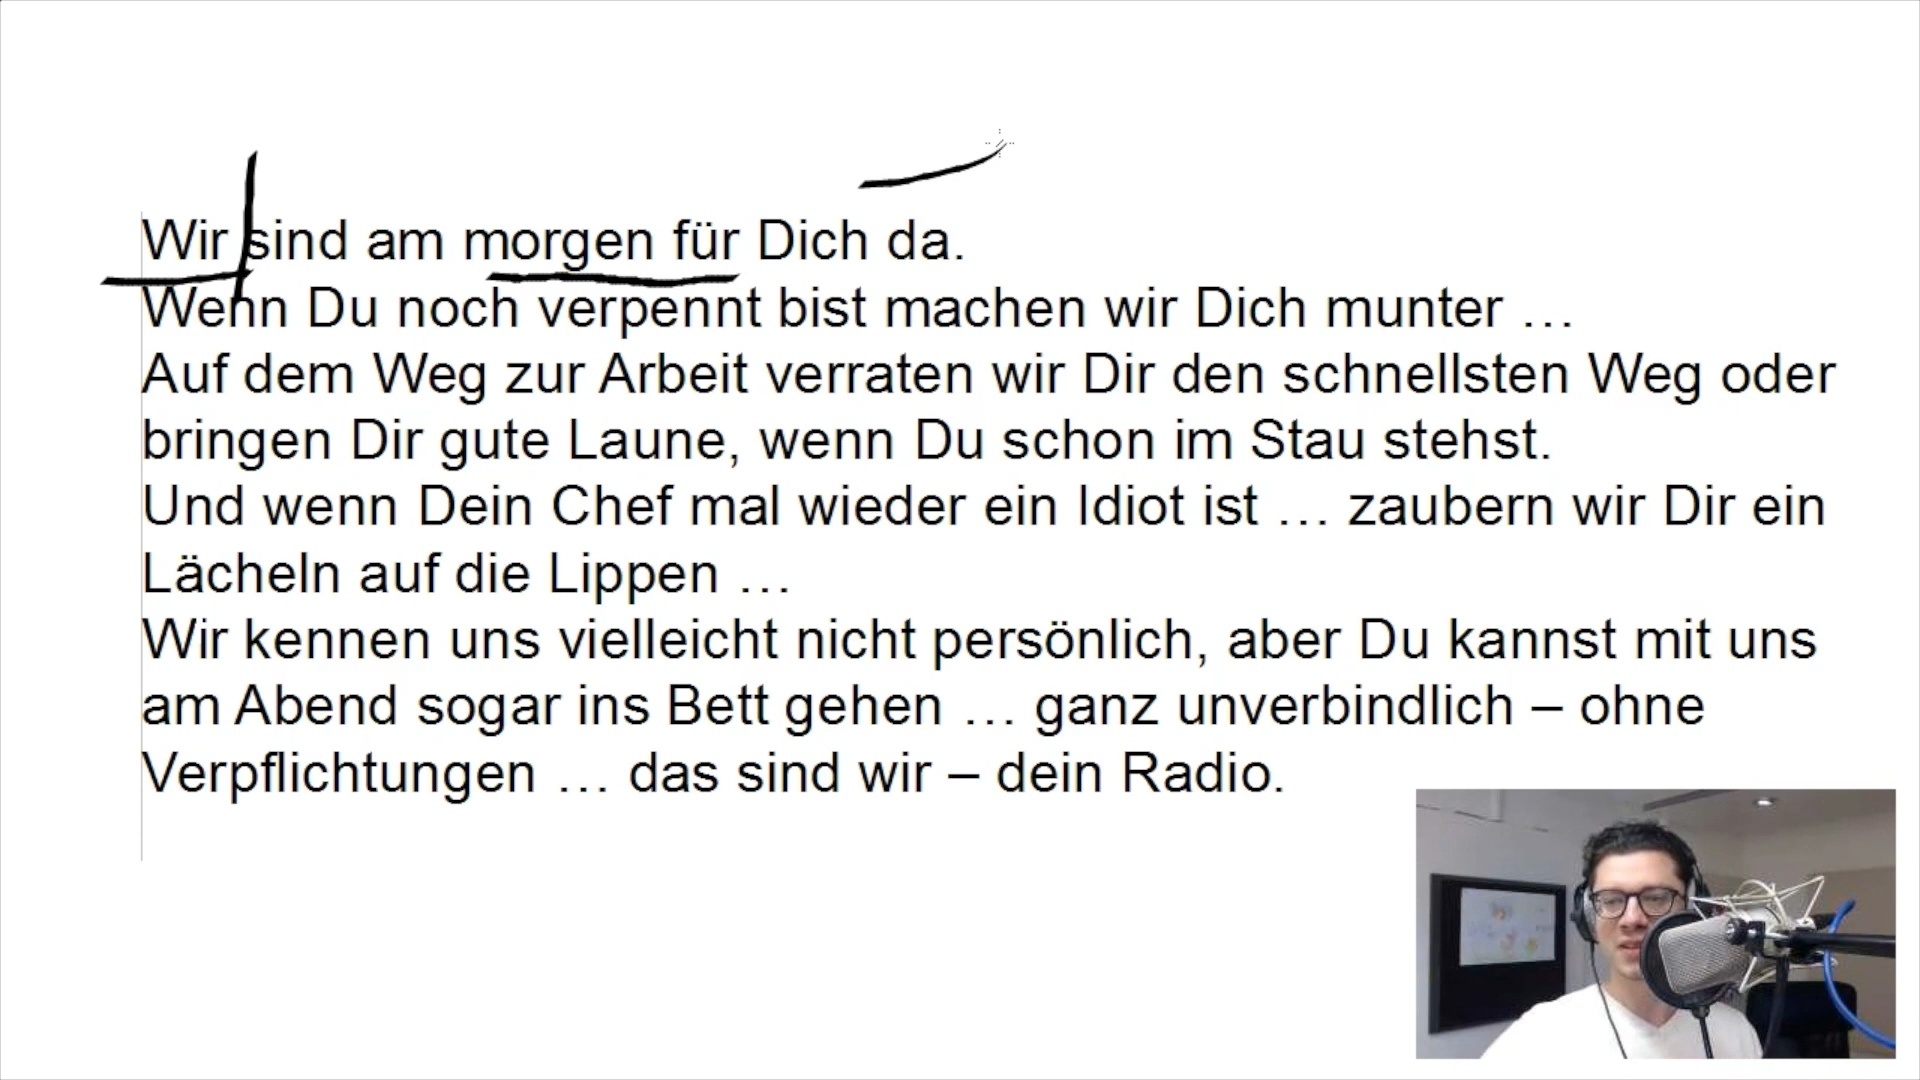 Wir sind am morgen für Dich da.
Wenn Du noch verpennt bist machen wir Dich munter …
Auf dem Weg zur Arbeit verraten wir Dir den schnellsten Weg oder
bringen Dir gute Laune, wenn Du schon im Stau stehst.
Und wenn Dein Chef mal wieder ein Idiot ist … zaubern wir Dir ein
Lächeln auf die Lippen …
Wir kennen uns vielleicht nicht persönlich, aber Du kannst mit uns
am Abend sogar ins Bett gehen … ganz unverbindlich – ohne
Verpflichtungen … das sind wir – dein Radio.